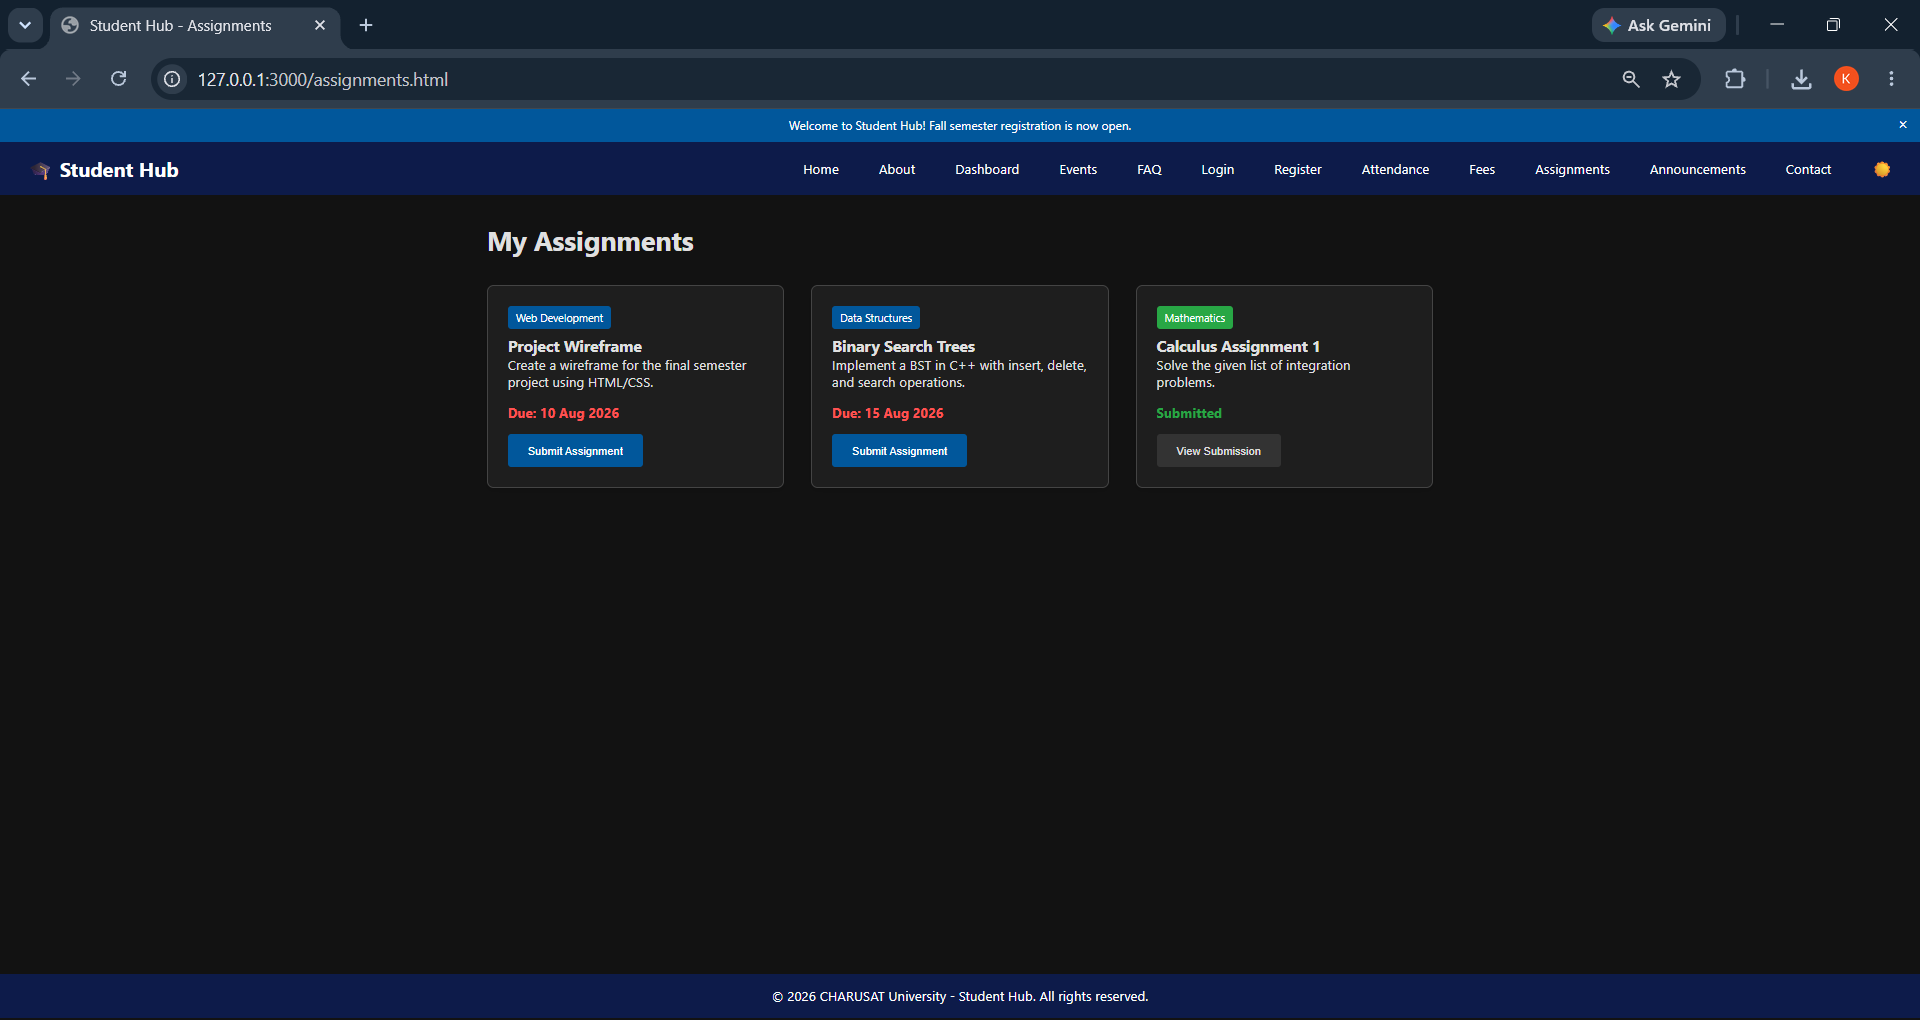 Student Hub - Assignments
Ask Gemini
127.0.0.1:3000/assignments.html
K
Welcome to Student Hub! Fall semester registration is now open.
Student Hub
Home About Dashboard Events FAQ Login Register Attendance Fees Assignments Announcements Contact
My Assignments
Web Development
Project Wireframe
Create a wireframe for the final semester
project using HTML/CSS.
Due: 10 Aug 2026
Submit Assignment
Data Structures
Binary Search Trees
Implement a BST in C++ with insert, delete,
and search operations.
Due: 15 Aug 2026
Submit Assignment
Mathematics
Calculus Assignment 1
Solve the given list of integration
problems.
Submitted
View Submission
© 2026 CHARUSAT University - Student Hub. All rights reserved.